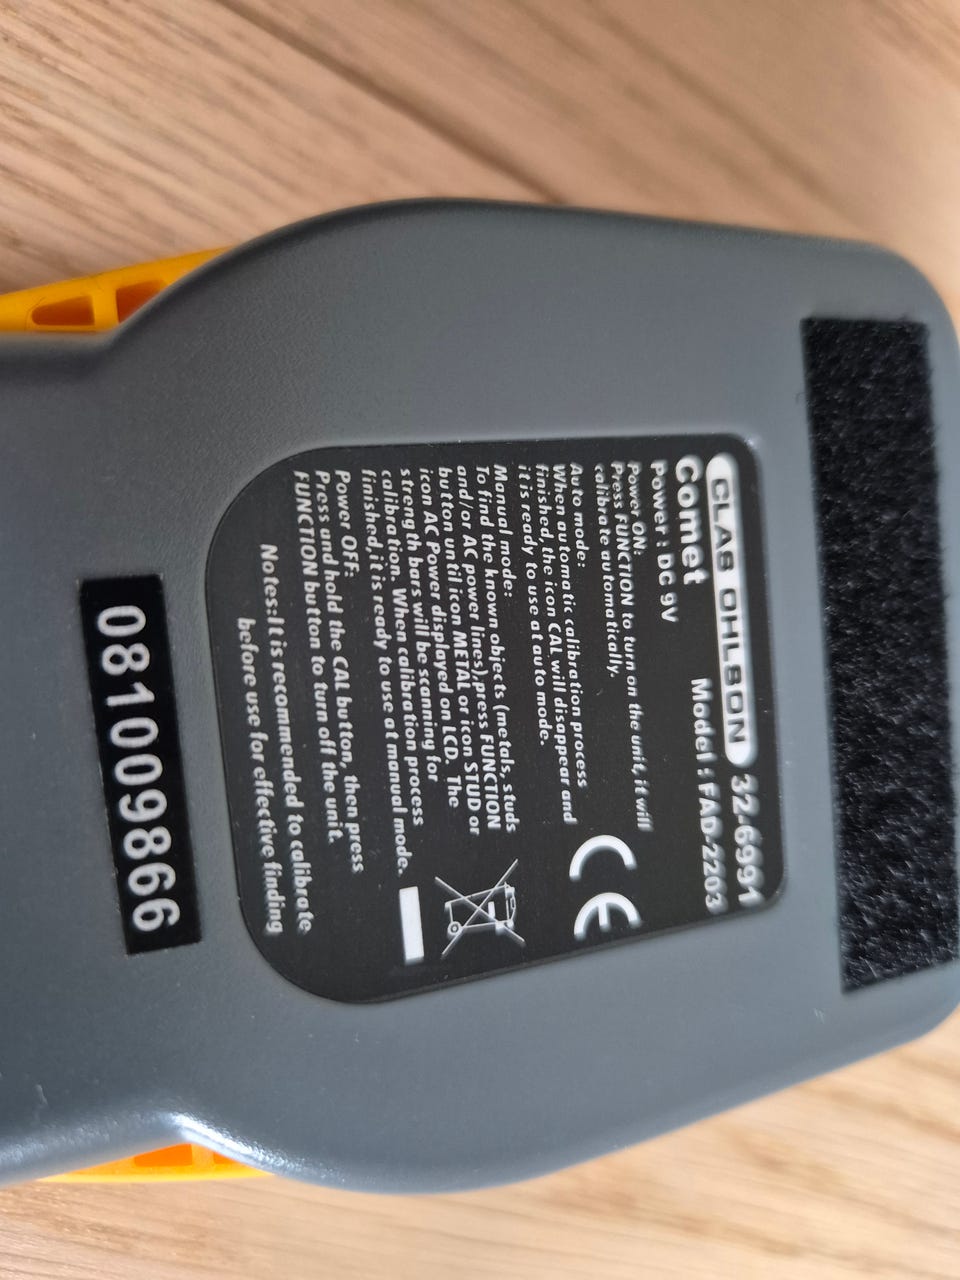 CLAS OHLSON 32-6991
Comet Model : FAD-2203
Power : DC 9V
Power ON:
Press FUNCTION to turn on the unit, it will
calibrate automatically.
Auto mode:
When automatic calibration process
finished, the icon CAL will disappear and
it is ready to use at auto mode.
Manual mode:
To find the known objects (metals, studs
and/or AC power lines),press FUNCTION
button until icon METAL or icon STUD or
icon AC Power displayed on LCD. The
strength bars will be scanning for
calibration. When calibration process
finished,it is ready to use at manual mode.
Power OFF:
Press and hold the CAL button, then press
FUNCTION button to turn off the unit.
Notes:It is recommended to calibrate
before use for effective finding
CE
081009866